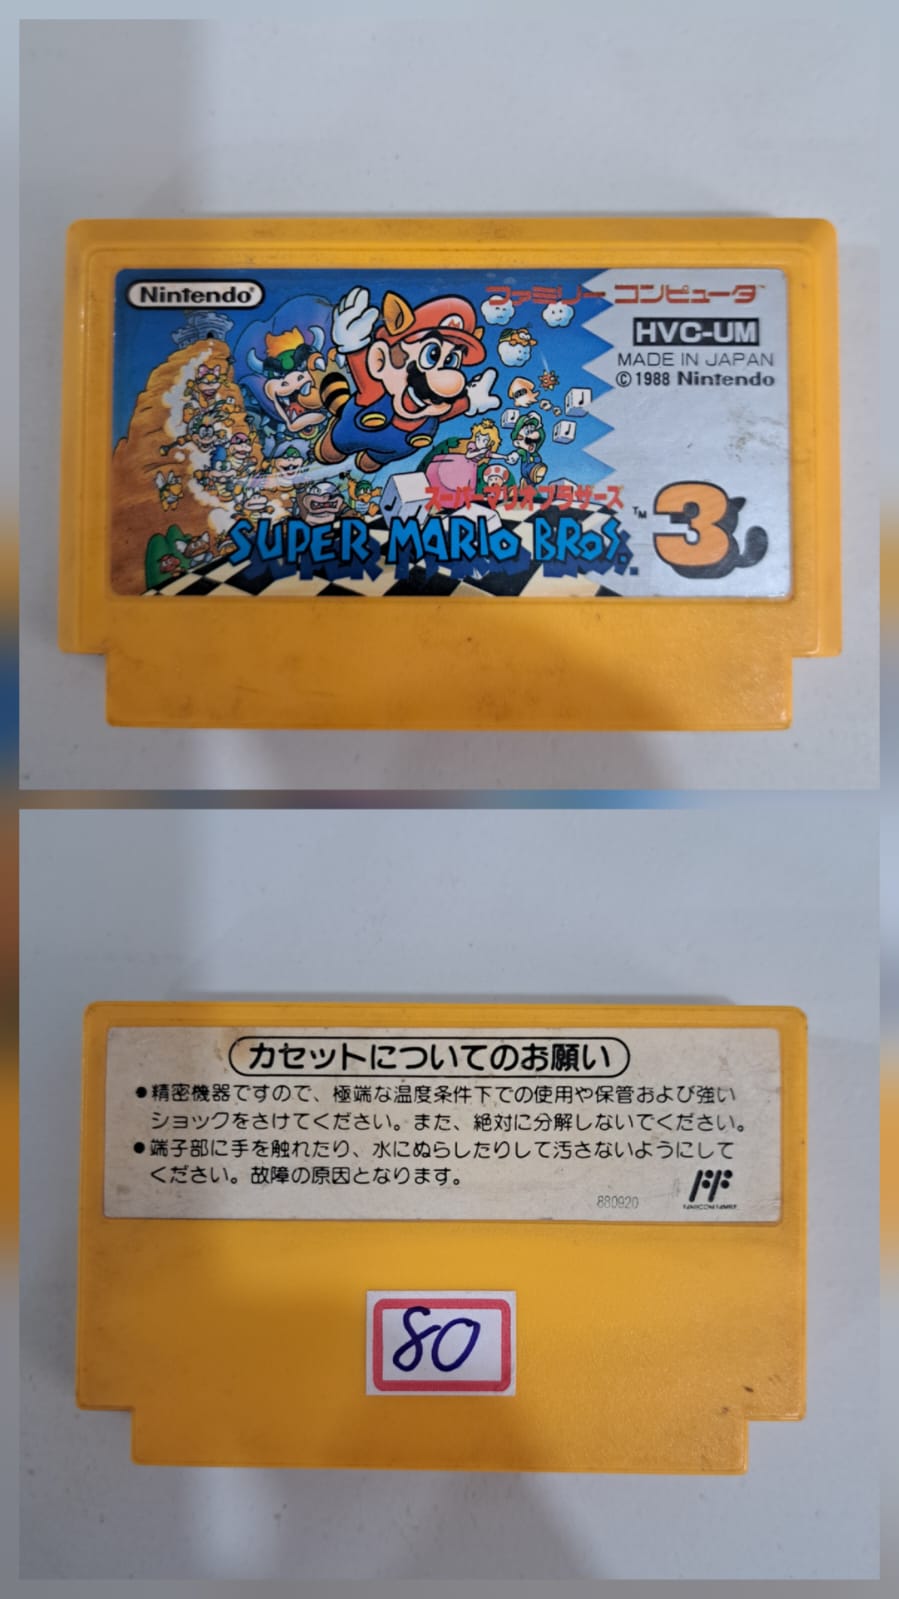 Nintendo®
ファミリー コンピュータ™
HVC-UM
MADE IN JAPAN
© 1988 Nintendo
M
スーパーマリオブラザーズ
SUPER MARIO BROS.™ 3
カセットについてのお願い
●精密機器ですので、極端な温度条件下での使用や保管および強い
ショックをさけてください。また、絶対に分解しないでください。
●端子部に手を触れたり、水にぬらしたりして汚さないようにして
ください。故障の原因となります。
880920
FAMICOM FAMILY
80